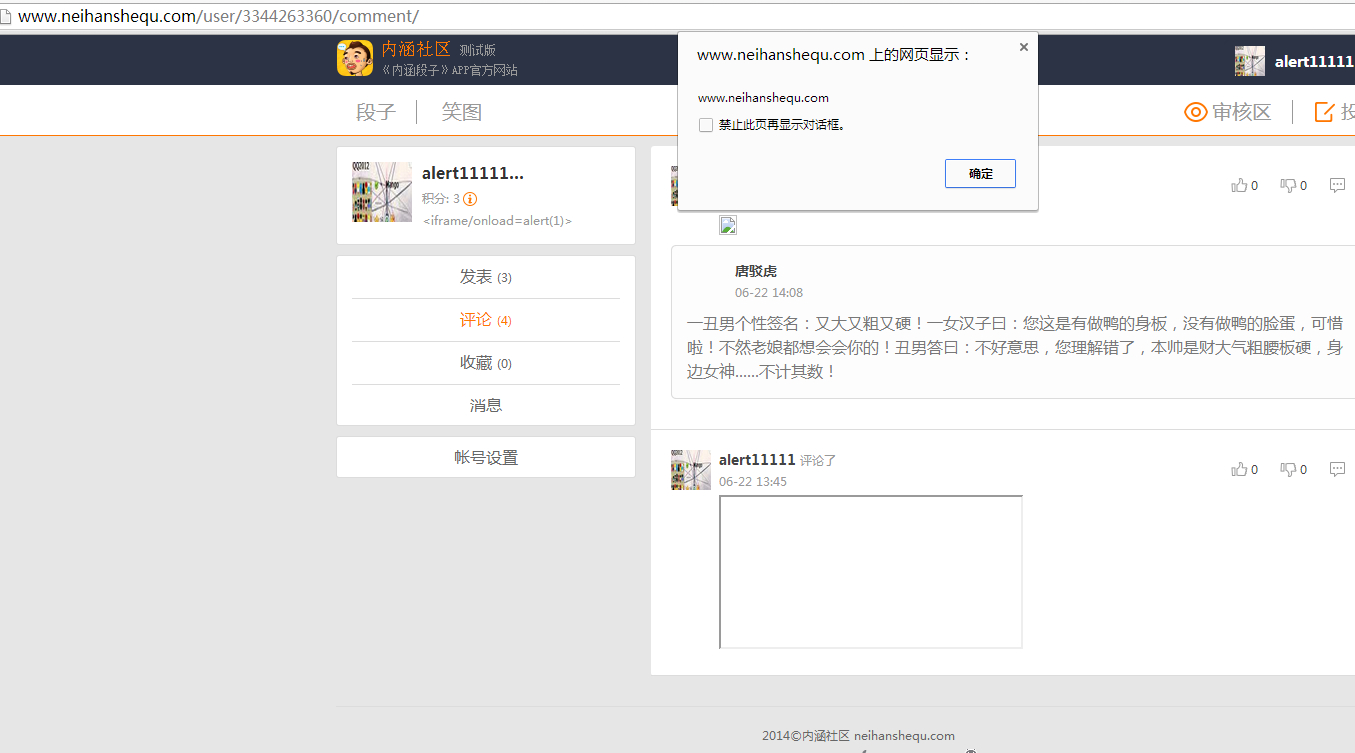 www.neihanshequ.com/user/3344263360/comment/
内涵社区 测试版
《内涵段子》APP官方网站
alert11111
段子 笑图
审核区
www.neihanshequ.com 上的网页显示：
www.neihanshequ.com
禁止此页再显示对话框。
确定
alert11111...
积分: 3
<iframe/onload=alert(1)>
发表 (3)
评论 (4)
收藏 (0)
消息
帐号设置
0 0
唐驳虎
06-22 14:08
一丑男个性签名：又大又粗又硬！一女汉子曰：您这是有做鸭的身板，没有做鸭的脸蛋，可惜
啦！不然老娘都想会会你的！丑男答曰：不好意思，您理解错了，本帅是财大气粗腰板硬，身
边女神......不计其数！
alert11111 评论了
06-22 13:45
0 0
2014©内涵社区 neihanshequ.com